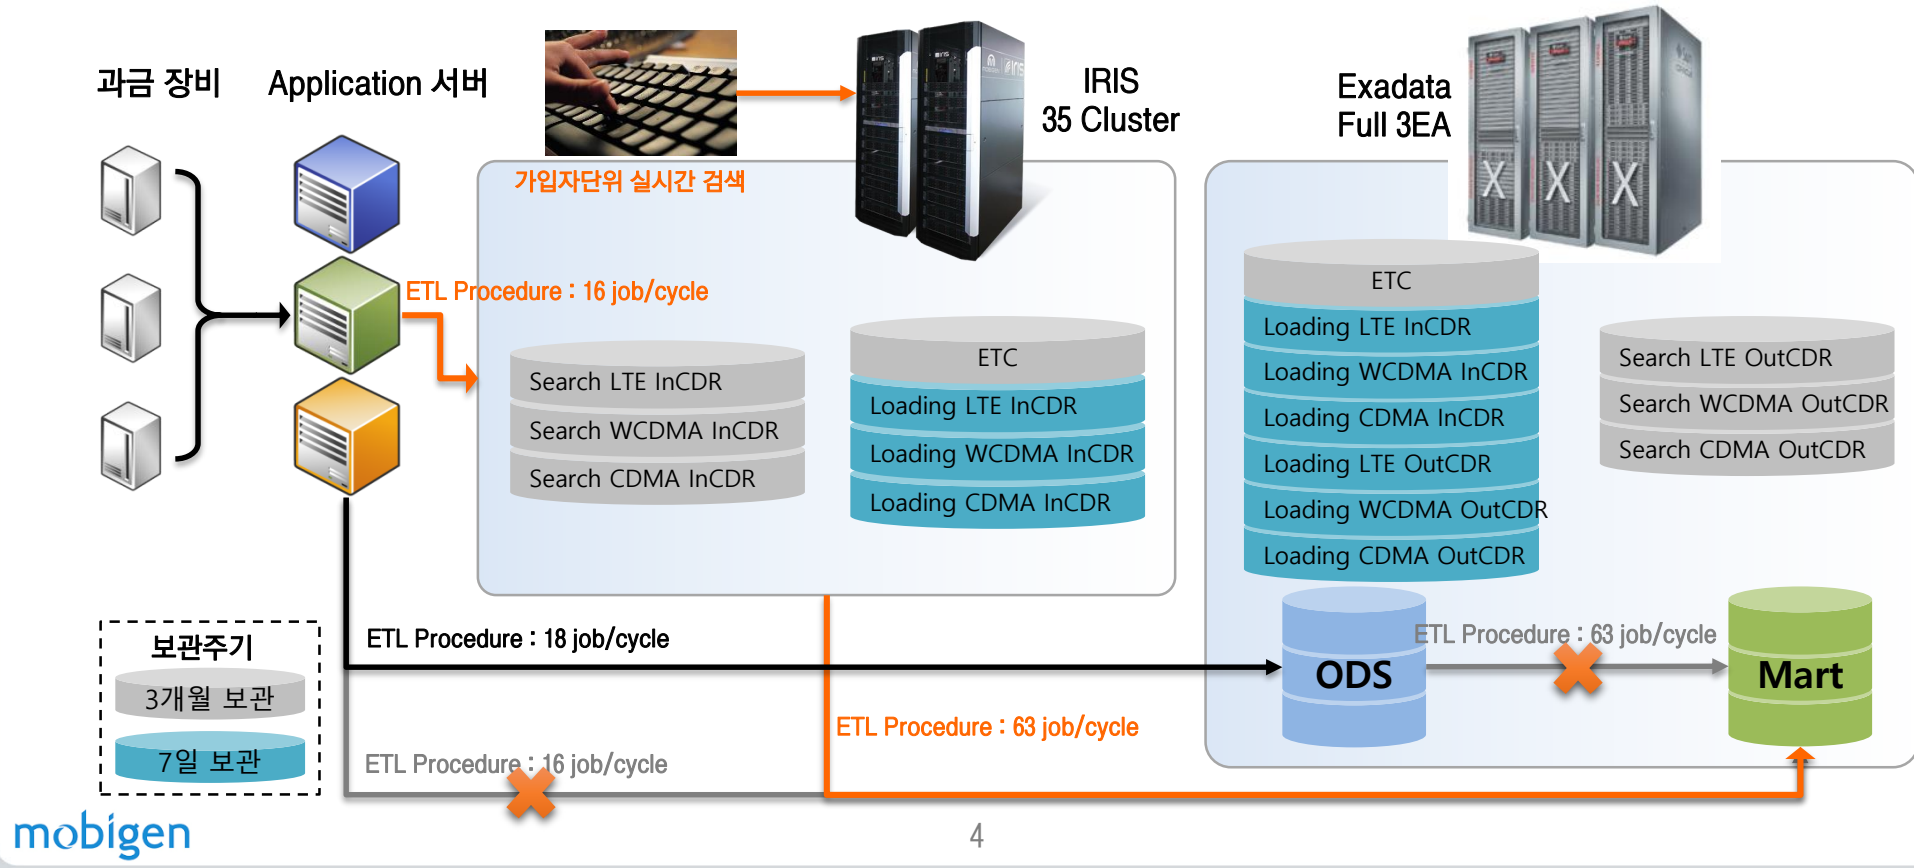 과금 장비
Application 서버
IRIS
35 Cluster
Exadata
Full 3EA
가입자단위 실시간 검색
ETL Procedure : 16 job/cycle
Search LTE InCDR
Search WCDMA InCDR
Search CDMA InCDR
ETC
Loading LTE InCDR
Loading WCDMA InCDR
Loading CDMA InCDR
ETC
Loading LTE InCDR
Loading WCDMA InCDR
Loading CDMA InCDR
Loading LTE OutCDR
Loading WCDMA OutCDR
Loading CDMA OutCDR
Search LTE OutCDR
Search WCDMA OutCDR
Search CDMA OutCDR
ETL Procedure : 18 job/cycle
ODS
ETL Procedure : 63 job/cycle
Mart
ETL Procedure : 63 job/cycle
ETL Procedure : 16 job/cycle
보관주기
3개월 보관
7일 보관
mobigen
4